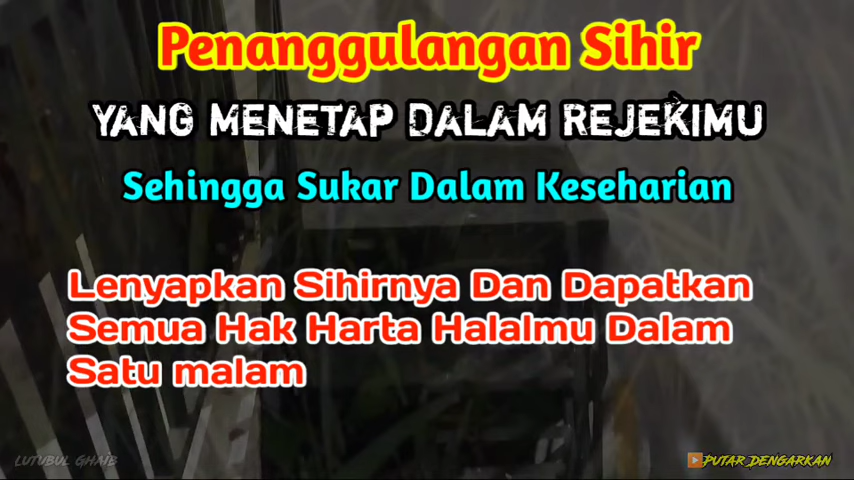 Penanggulangan Sihir
YANG MENETAP DALAM REJEKIMU
Sehingga Sukar Dalam Keseharian
Lenyapkan Sihirnya Dan Dapatkan
Semua Hak Harta Halalmu Dalam
Satu malam
LUTUBUL GHAIB
PUTAR DENGARKAN